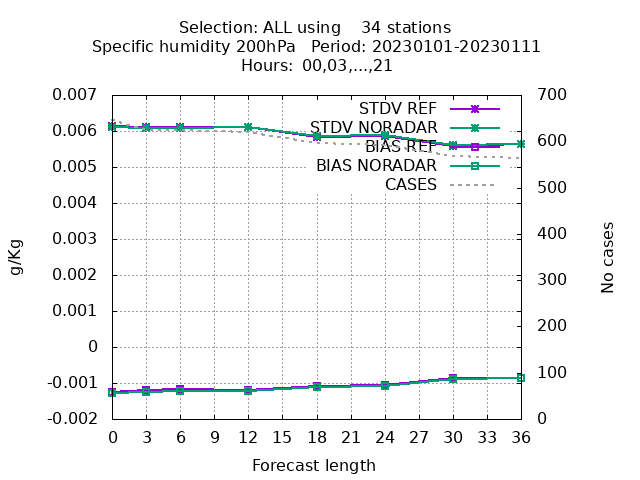 Selection: ALL using    34 stations
Specific humidity 200hPa   Period: 20230101-20230111
Hours:  00,03,...,21
0.007
0.006
0.005
0.004
0.003
0.002
0.001
0
-0.001
-0.002
g/Kg
STDV REF
STDV NORADAR
BIAS REF
BIAS NORADAR
CASES
700
600
500
400
300
200
100
0
No cases
0 3 6 9 12 15 18 21 24 27 30 33 36
Forecast length